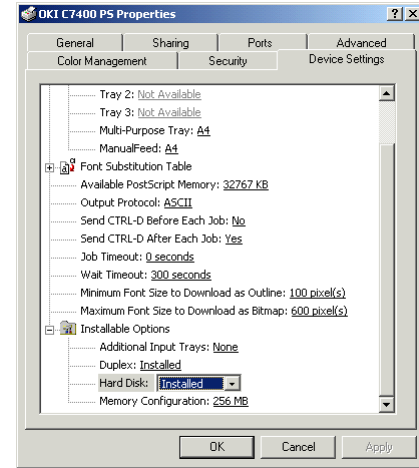 OKI C7400 PS Properties
General
Sharing
Ports
Advanced
Color Management
Security
Device Settings
Tray 2: Not Available
Tray 3: Not Available
Multi-Purpose Tray: A4
ManualFeed: A4
Font Substitution Table
Available PostScript Memory: 32767 KB
Output Protocol: ASCII
Send CTRL-D Before Each Job: No
Send CTRL-D After Each Job: Yes
Job Timeout: 0 seconds
Wait Timeout: 300 seconds
Minimum Font Size to Download as Outline: 100 pixel(s)
Maximum Font Size to Download as Bitmap: 600 pixel(s)
Installable Options
Additional Input Trays: None
Duplex: Installed
Hard Disk: Installed
Memory Configuration: 256 MB
OK
Cancel
Apply